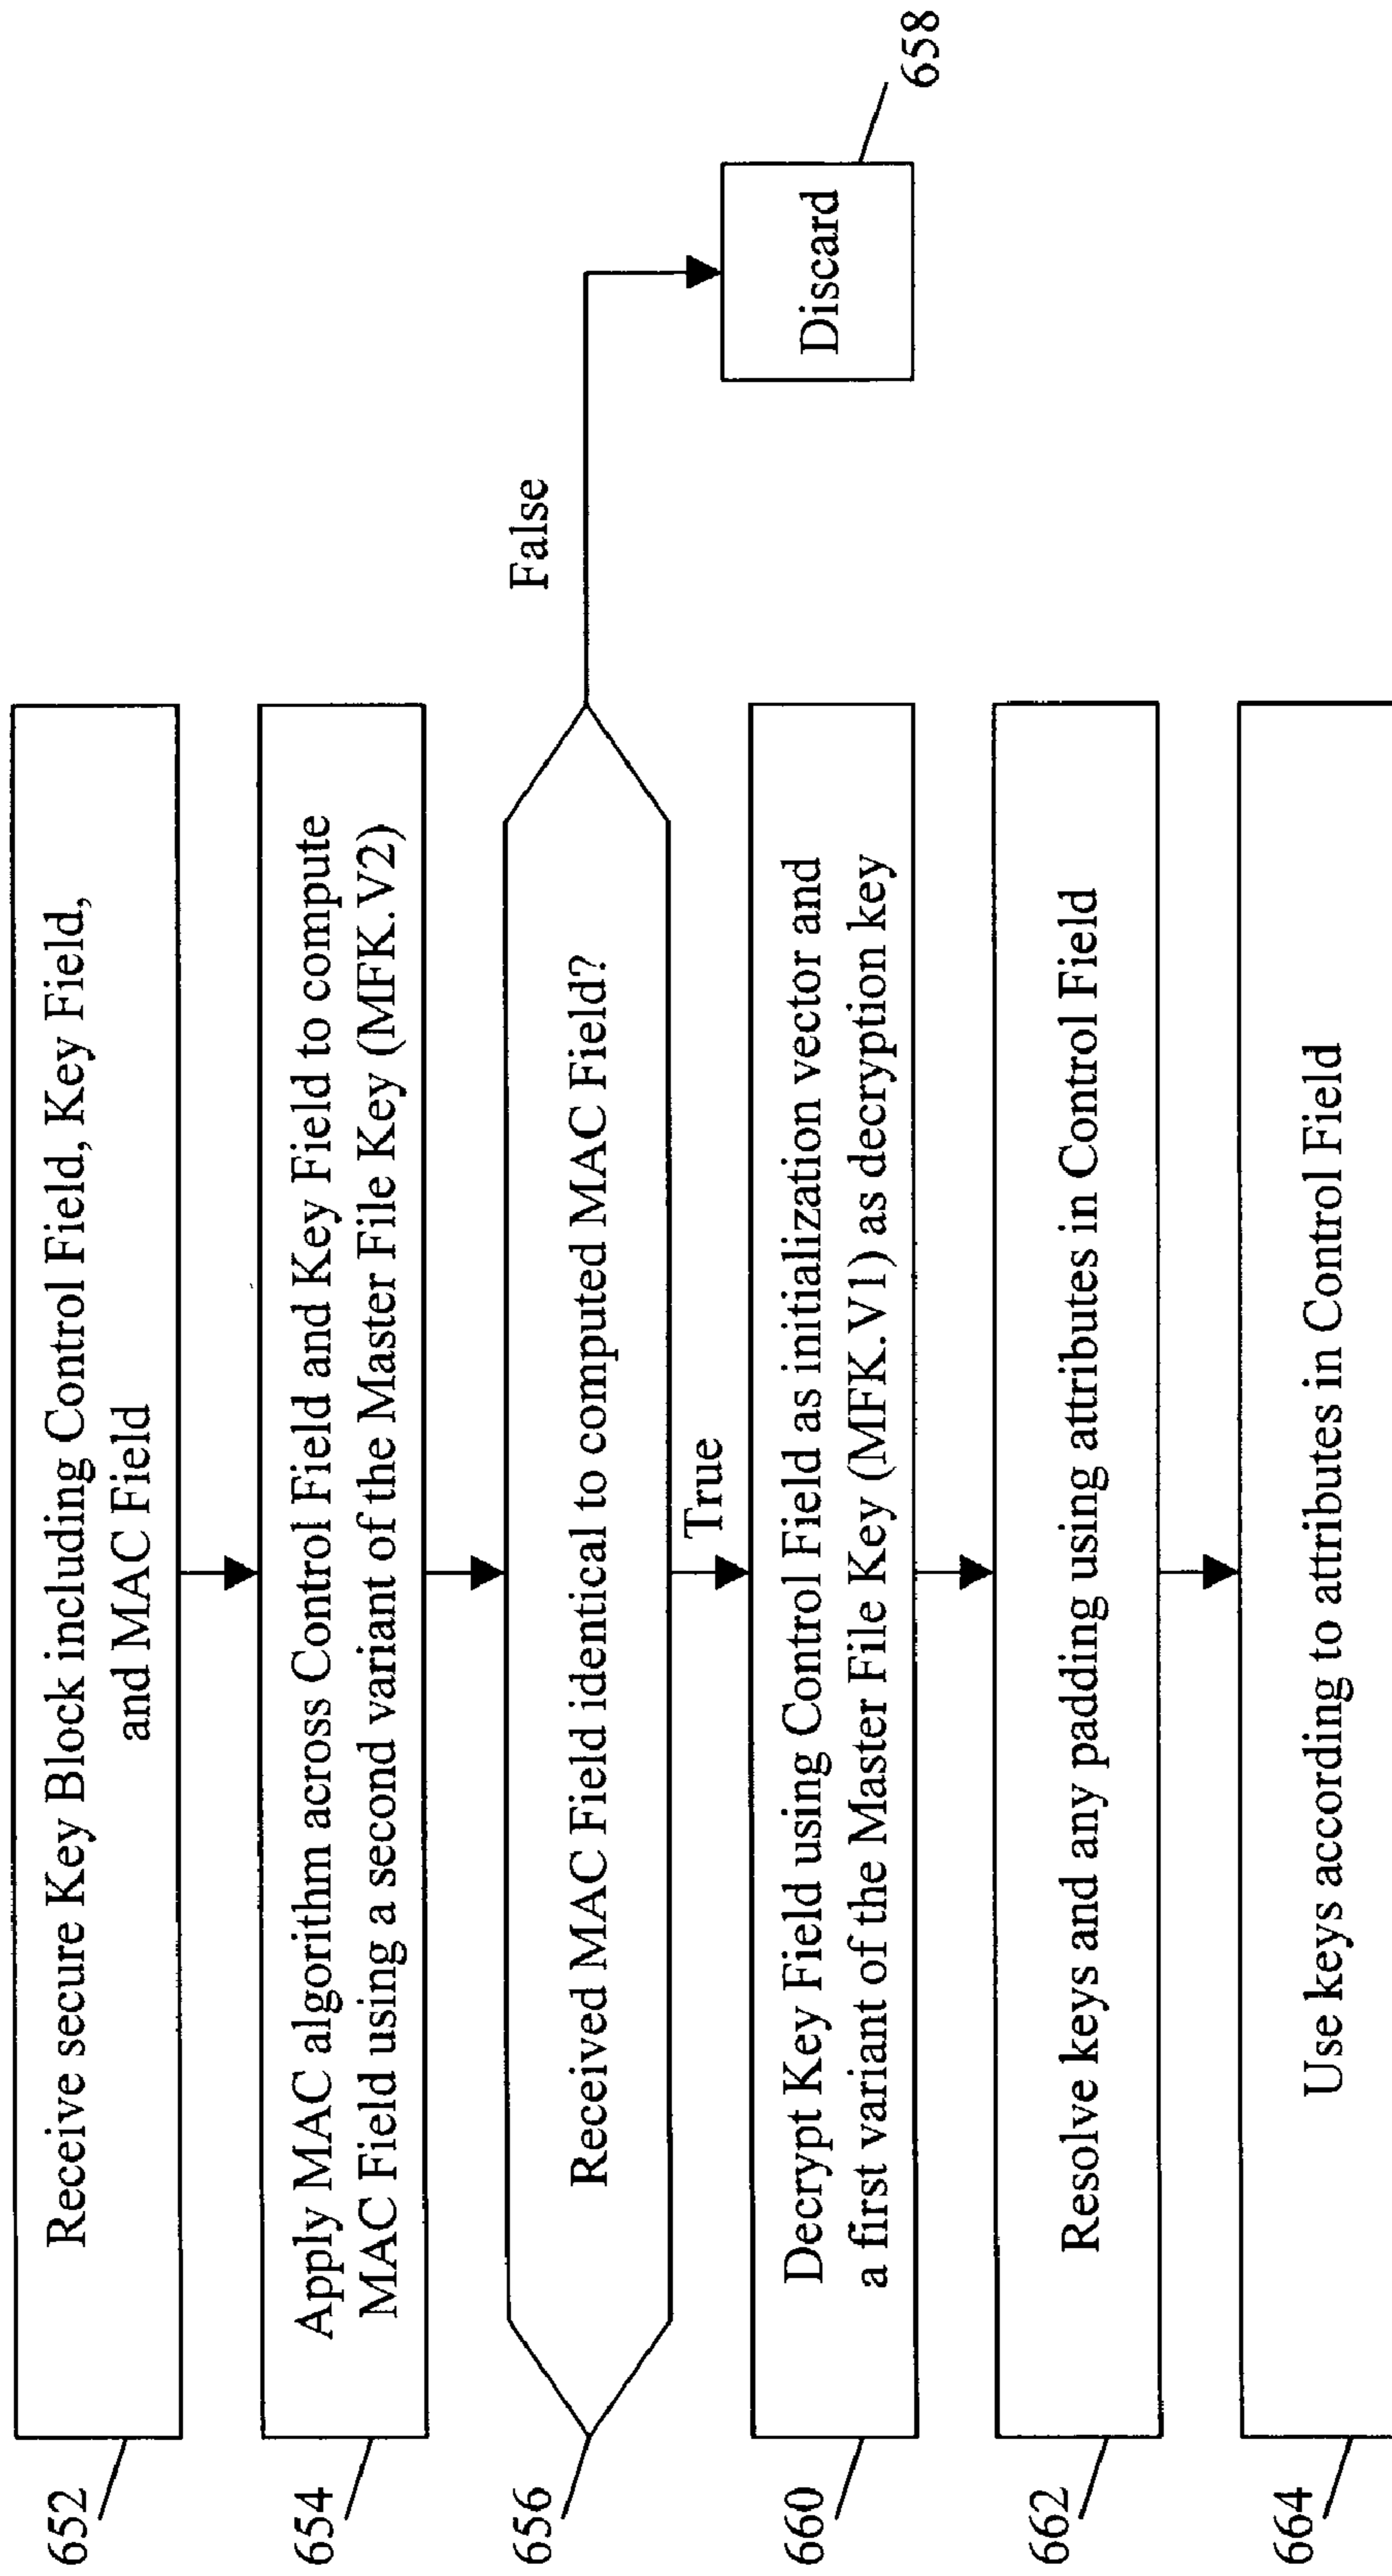 652
Receive secure Key Block including Control Field, Key Field,
and MAC Field
654
Apply MAC algorithm across Control Field and Key Field to compute
MAC Field using a second variant of the Master File Key (MFK.V2)
656
Received MAC Field identical to computed MAC Field?
False
658
Discard
True
660
Decrypt Key Field using Control Field as initialization vector and
a first variant of the Master File Key (MFK.V1) as decryption key
662
Resolve keys and any padding using attributes in Control Field
664
Use keys according to attributes in Control Field